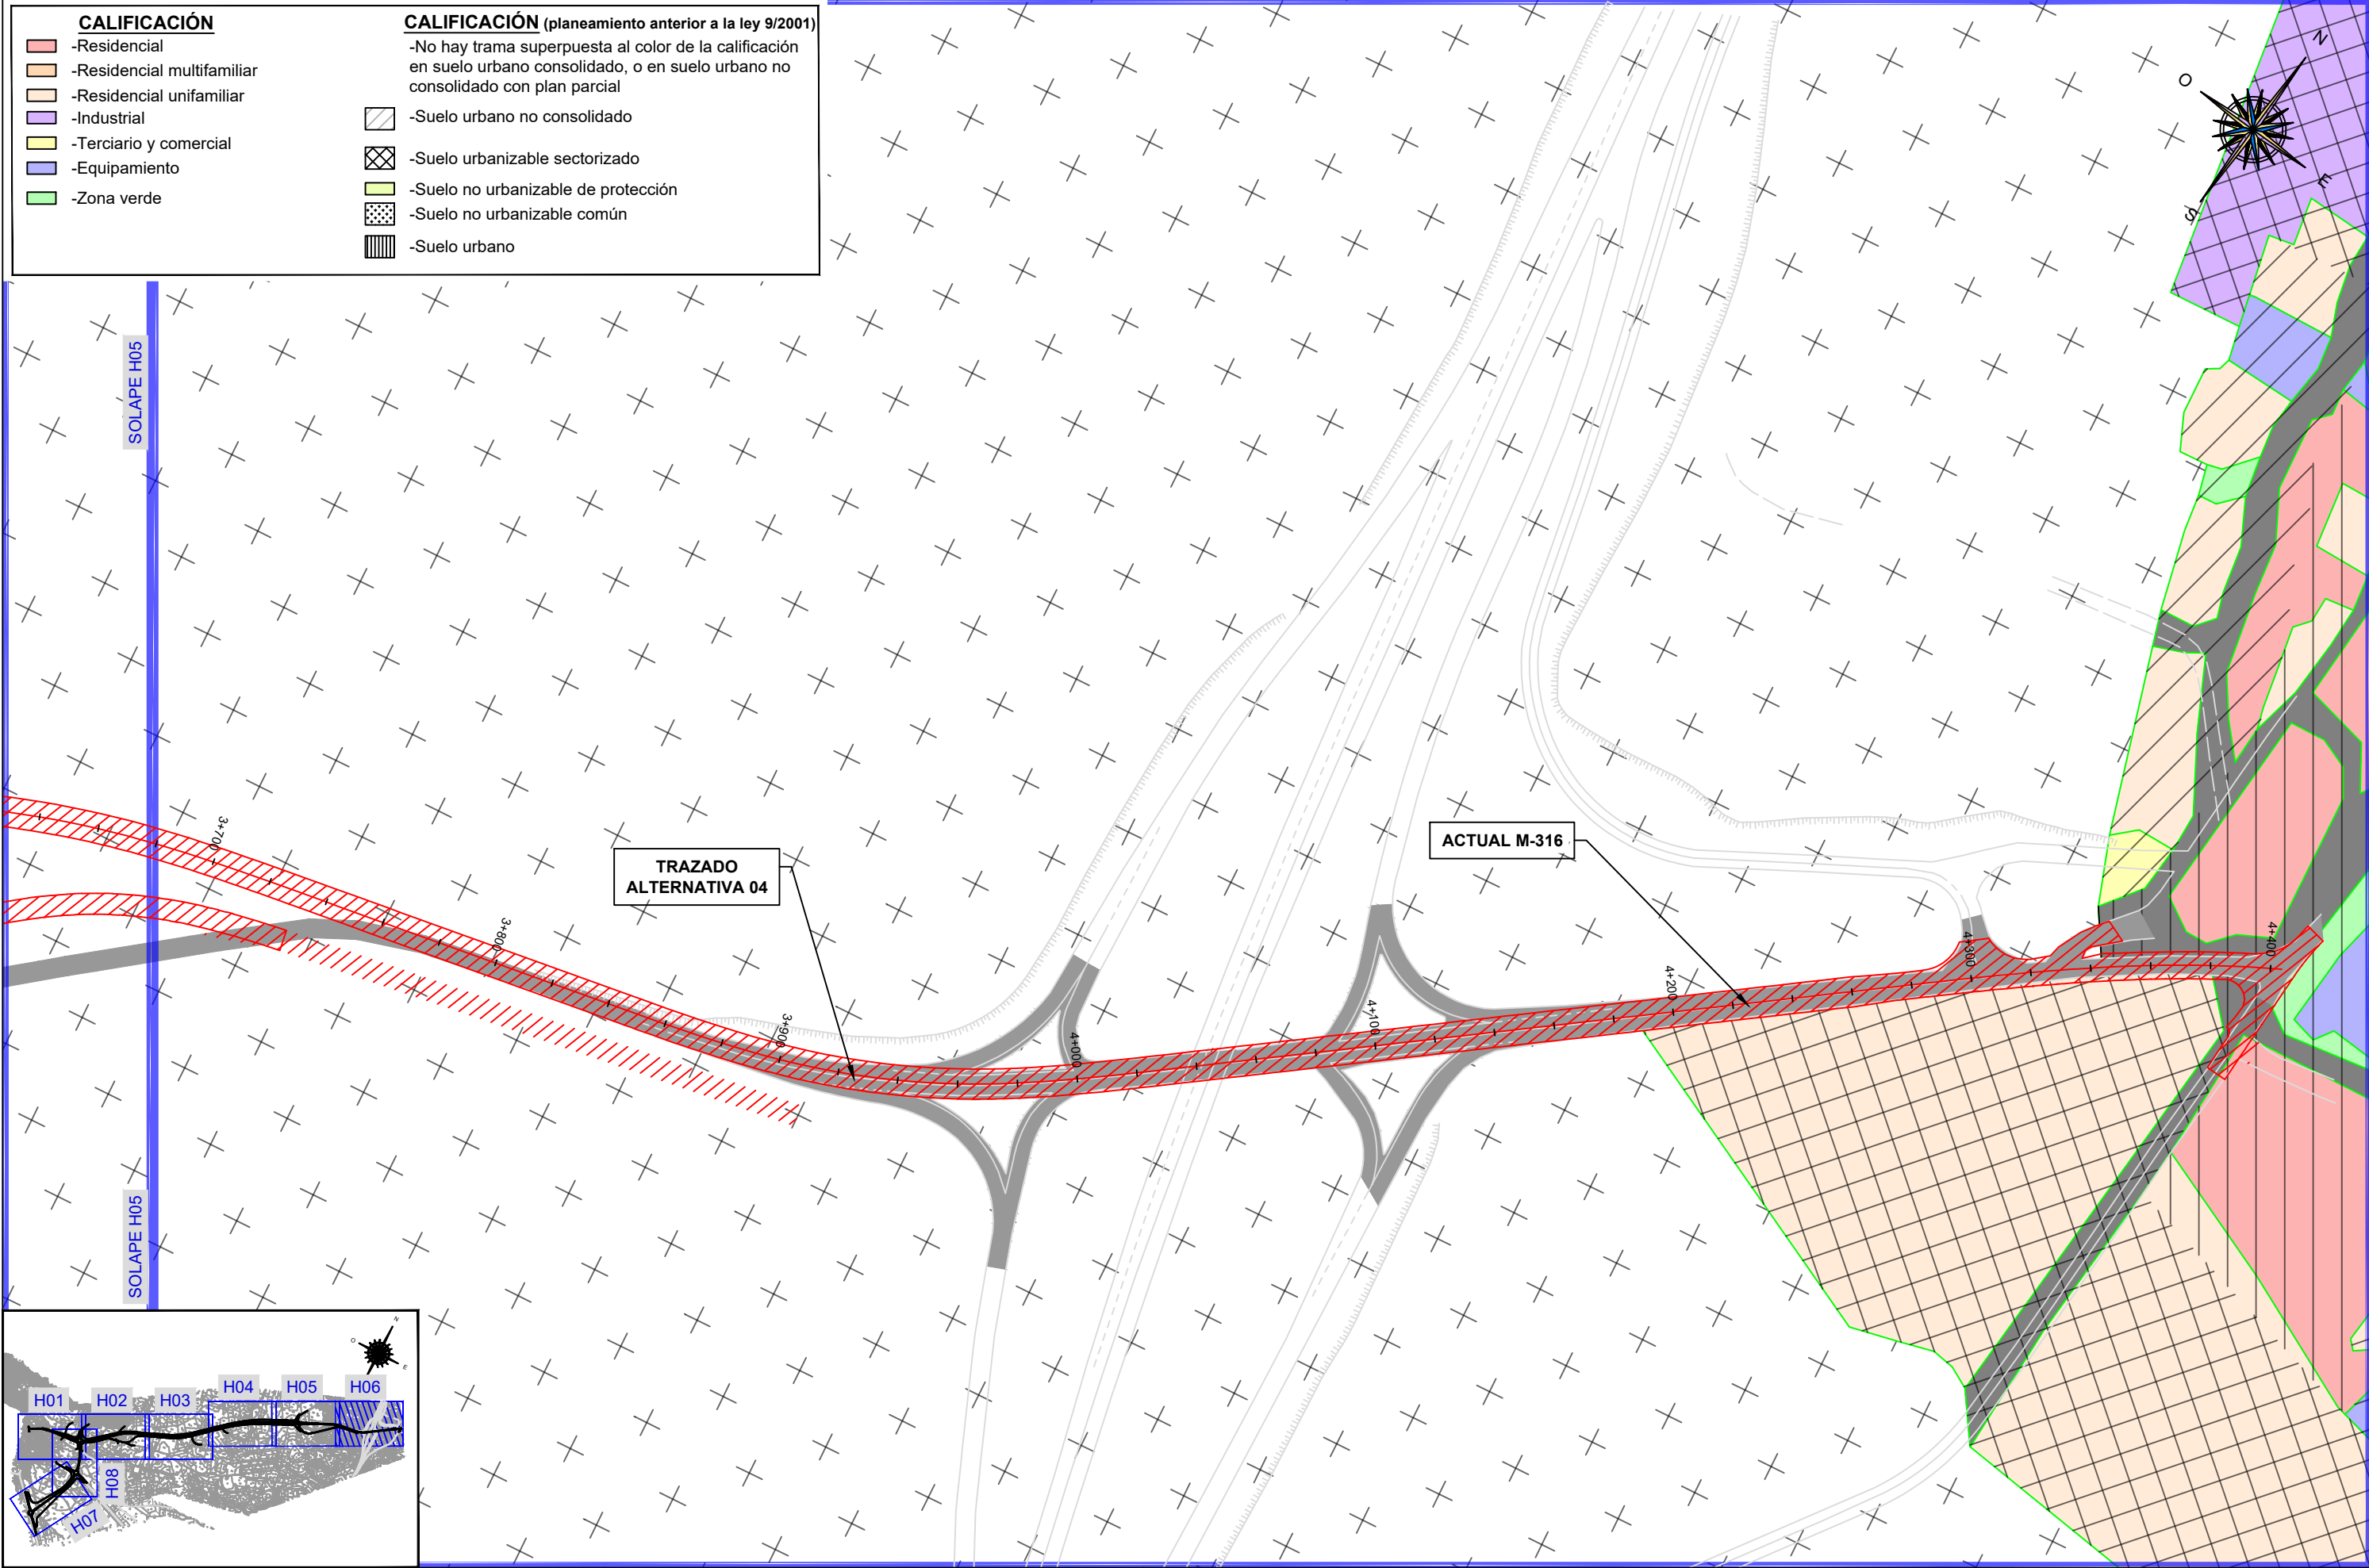 CALIFICACIÓN
-Residencial
-Residencial multifamiliar
-Residencial unifamiliar
-Industrial
-Terciario y comercial
-Equipamiento
-Zona verde
CALIFICACIÓN (planeamiento anterior a la ley 9/2001)
-No hay trama superpuesta al color de la calificación
en suelo urbano consolidado, o en suelo urbano no
consolidado con plan parcial
-Suelo urbano no consolidado
-Suelo urbanizable sectorizado
-Suelo no urbanizable de protección
-Suelo no urbanizable común
-Suelo urbano
N
O
E
S
SOLAPE H05
3+700
3+800
3+900
4+000
4+100
4+200
4+300
4+400
TRAZADO
ALTERNATIVA 04
ACTUAL M-316
SOLAPE H05
N
O
E
H01
H02
H03
H04
H05
H06
H08
H07